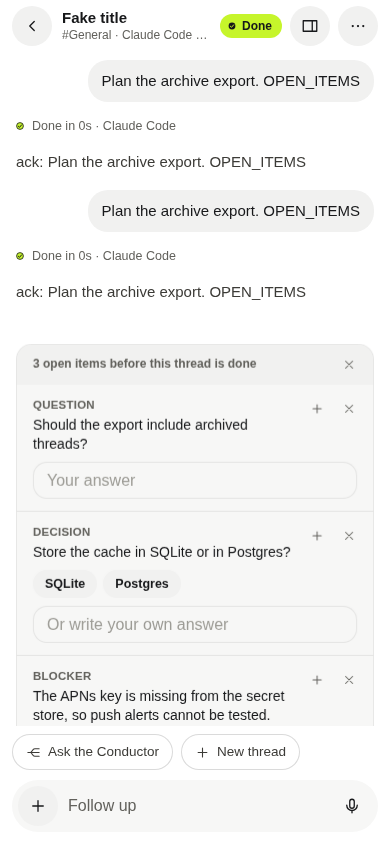 Fake title
#General · Claude Code ...
Done
Plan the archive export. OPEN_ITEMS
Done in 0s · Claude Code
ack: Plan the archive export. OPEN_ITEMS
Plan the archive export. OPEN_ITEMS
Done in 0s · Claude Code
ack: Plan the archive export. OPEN_ITEMS
3 open items before this thread is done
QUESTION
Should the export include archived
threads?
Your answer
DECISION
Store the cache in SQLite or in Postgres?
SQLite
Postgres
Or write your own answer
BLOCKER
The APNs key is missing from the secret
store, so push alerts cannot be tested.
Ask the Conductor
New thread
Follow up